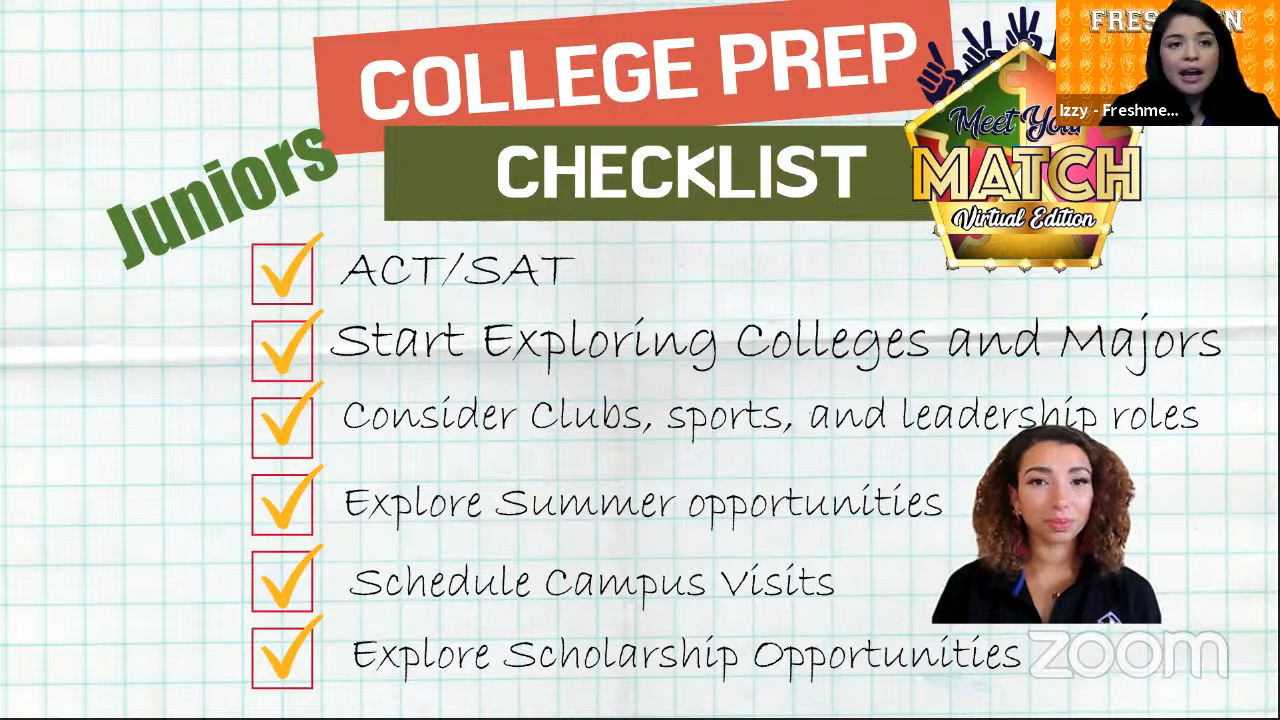 COLLEGE PREP
CHECKLIST
Juniors
ACT/SAT
Start Exploring Colleges and Majors
Consider Clubs, sports, and leadership roles
Explore Summer opportunities
Schedule Campus Visits
Explore Scholarship Opportunities
Meet Your
MATCH
Virtual Edition
Izzy - Freshme...
zoom